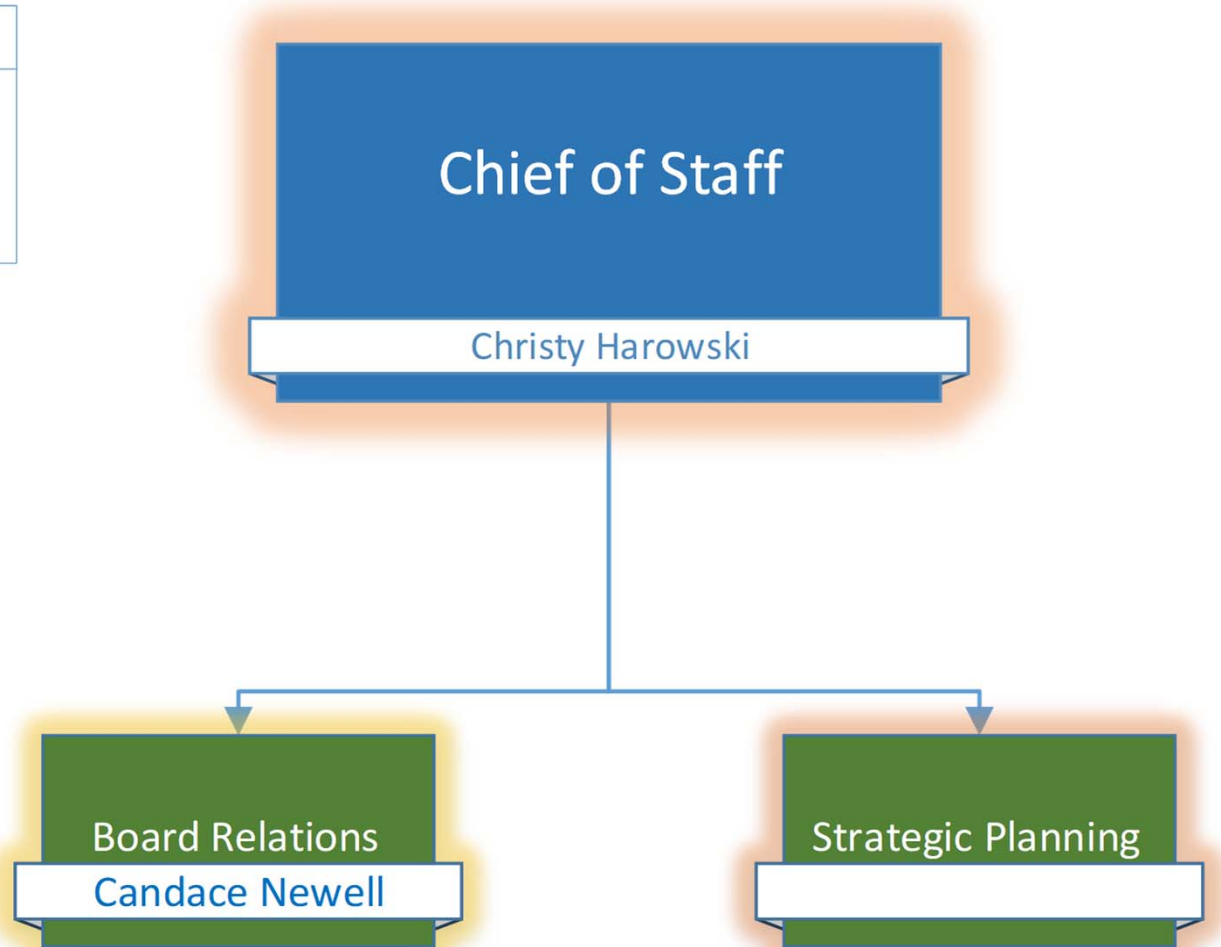 Chief of Staff
Christy Harowski
Board Relations
Candace Newell
Strategic Planning